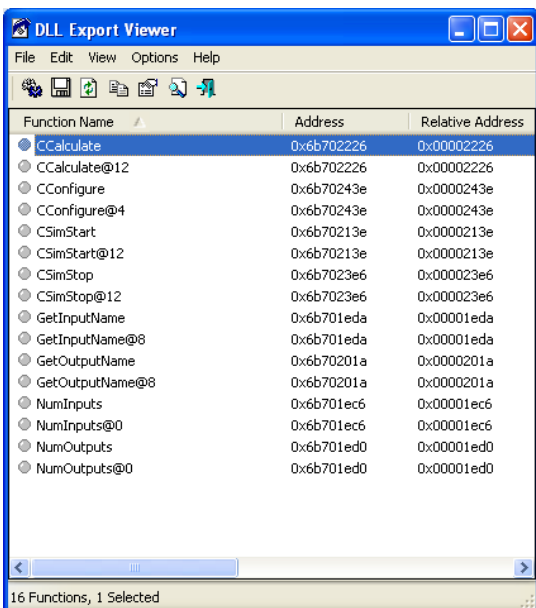 DLL Export Viewer
File Edit View Options Help
Function Name Address Relative Address
CCalculate 0x6b702226 0x00002226
CCalculate@12 0x6b702226 0x00002226
CConfigure 0x6b70243e 0x0000243e
CConfigure@4 0x6b70243e 0x0000243e
CSimStart 0x6b70213e 0x0000213e
CSimStart@12 0x6b70213e 0x0000213e
CSimStop 0x6b7023e6 0x000023e6
CSimStop@12 0x6b7023e6 0x000023e6
GetInputName 0x6b701eda 0x00001eda
GetInputName@8 0x6b701eda 0x00001eda
GetOutputName 0x6b70201a 0x0000201a
GetOutputName@8 0x6b70201a 0x0000201a
NumInputs 0x6b701ec6 0x00001ec6
NumInputs@0 0x6b701ec6 0x00001ec6
NumOutputs 0x6b701ed0 0x00001ed0
NumOutputs@0 0x6b701ed0 0x00001ed0
16 Functions, 1 Selected